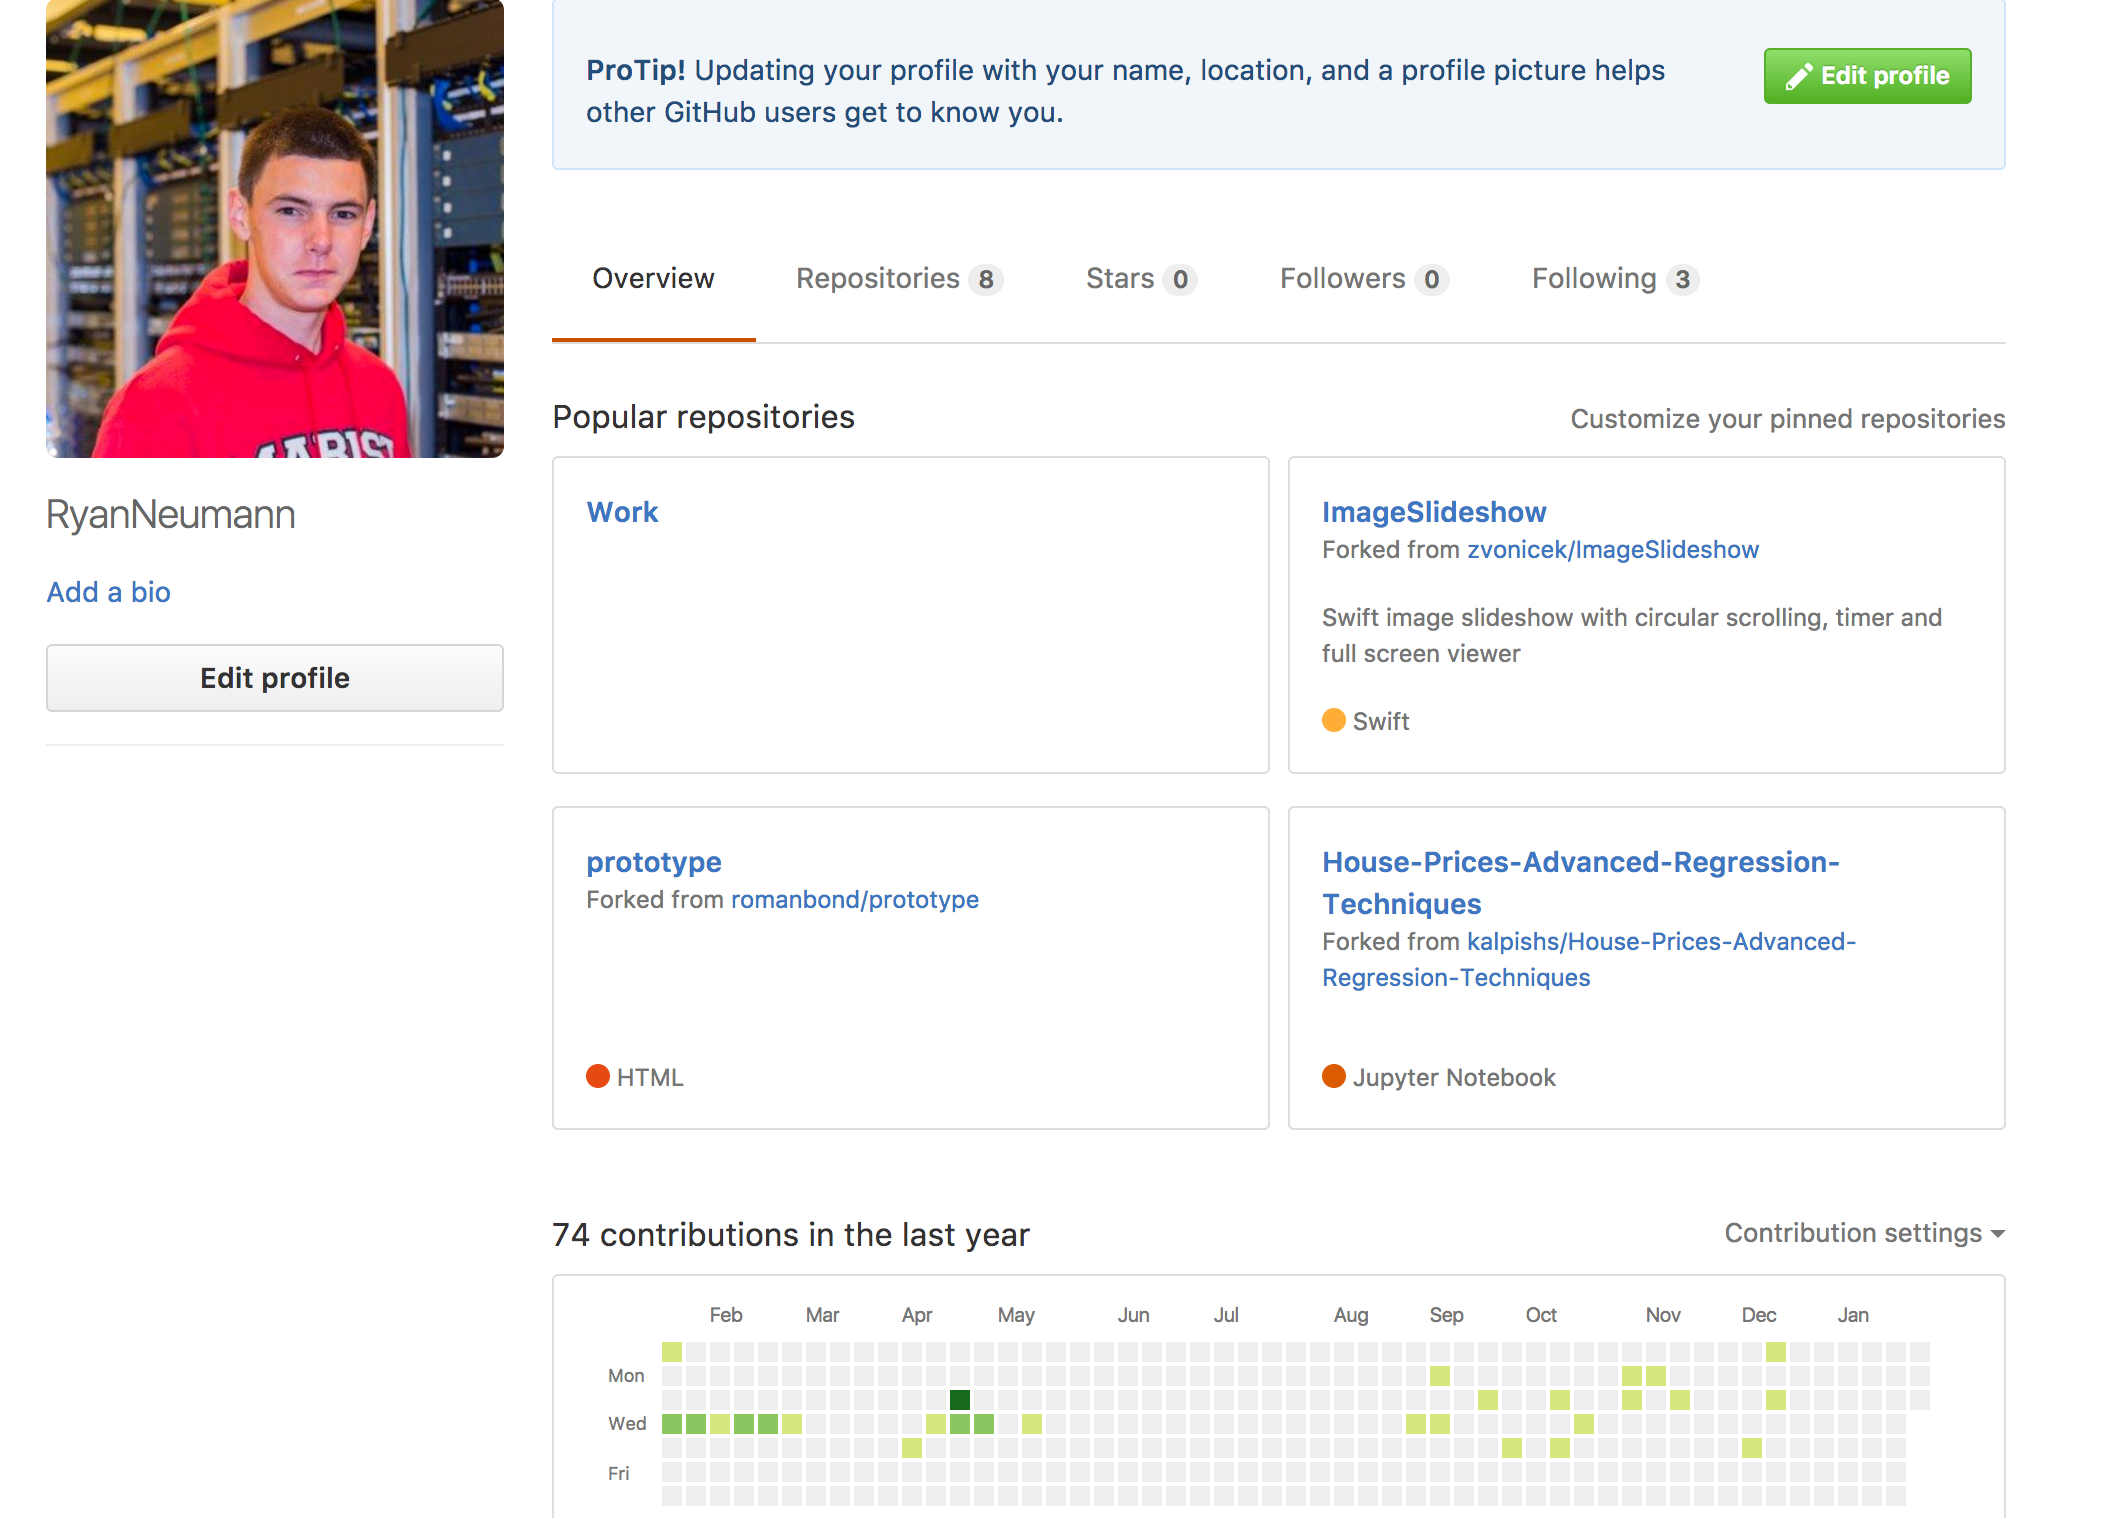 ProTip! Updating your profile with your name, location, and a profile picture helps
other GitHub users get to know you.
Edit profile
RyanNeumann
Add a bio
Edit profile
Overview
Repositories 8
Stars 0
Followers 0
Following 3
Popular repositories
Customize your pinned repositories
Work
ImageSlideshow
Forked from zvonicek/ImageSlideshow
Swift image slideshow with circular scrolling, timer and
full screen viewer
Swift
prototype
Forked from romanbond/prototype
HTML
House-Prices-Advanced-Regression-
Techniques
Forked from kalpishs/House-Prices-Advanced-
Regression-Techniques
Jupyter Notebook
74 contributions in the last year
Contribution settings
Feb Mar Apr May Jun Jul Aug Sep Oct Nov Dec Jan
Mon
Wed
Fri